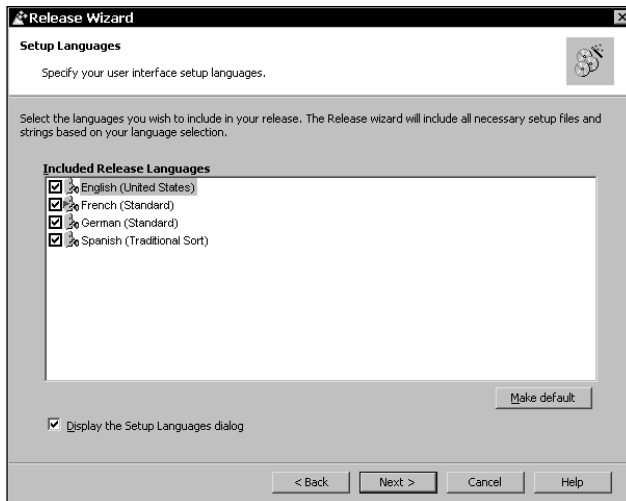 Release Wizard
Setup Languages
Specify your user interface setup languages.
Select the languages you wish to include in your release. The Release wizard will include all necessary setup files and
strings based on your language selection.
Included Release Languages
English (United States)
French (Standard)
German (Standard)
Spanish (Traditional Sort)
Make default
Display the Setup Languages dialog
< Back Next > Cancel Help